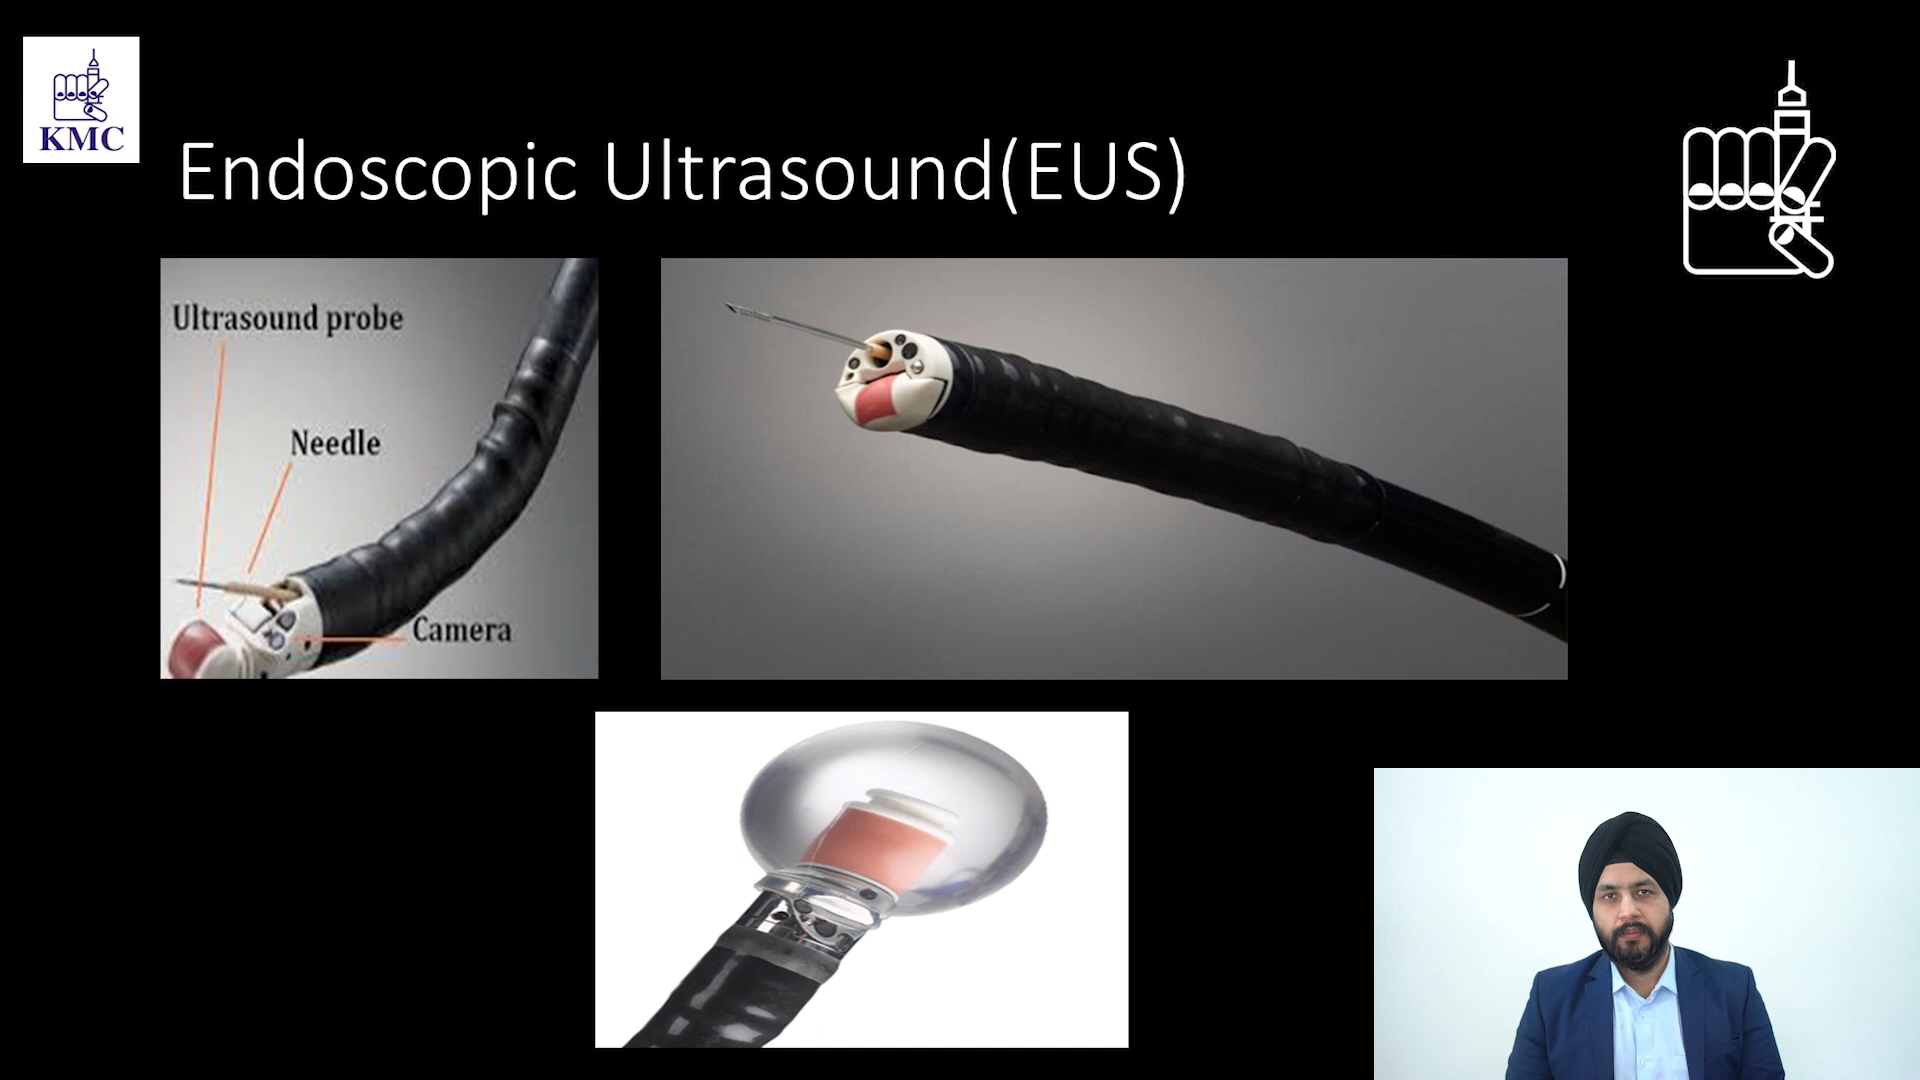 KMC
Endoscopic Ultrasound(EUS)
Ultrasound probe
Needle
Camera